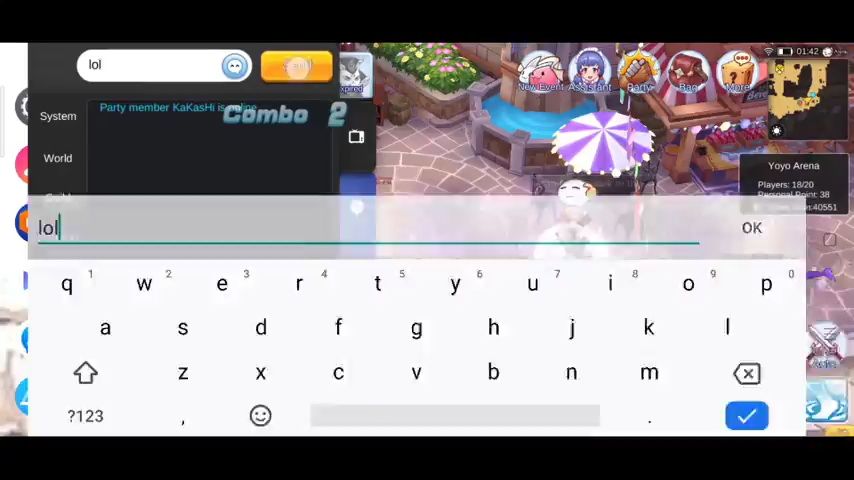 lol
01:42
New Event
Assistant
Party
Bag
More
Party member KaKasHi is online
Combo 2
System
World
Yoyo Arena
Players: 18/20
Personal Point: 38
lol
OK
q 1 w 2 e 3 r 4 t 5 y 6 u 7 i 8 o 9 p 0
a s d f g h j k l
z x c v b n m
?123 , .